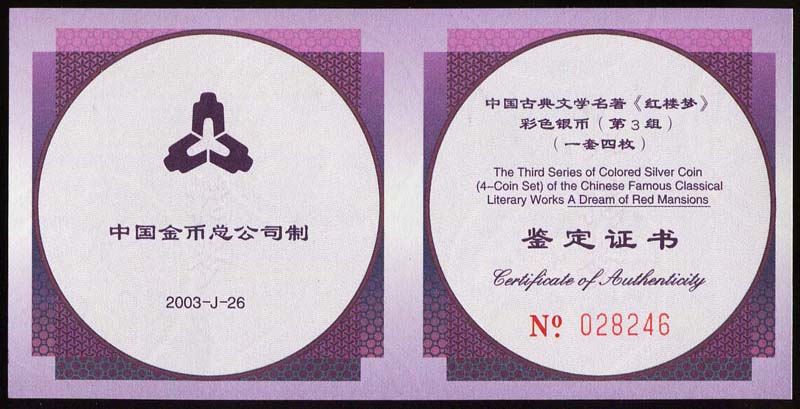 中国金币总公司制
2003-J-26
中国古典文学名著《红楼梦》
彩色银币（第3组）
（一套四枚）
The Third Series of Colored Silver Coin
(4-Coin Set) of the Chinese Famous Classical
Literary Works A Dream of Red Mansions
鉴定证书
Certificate of Authenticity
Nº 028246